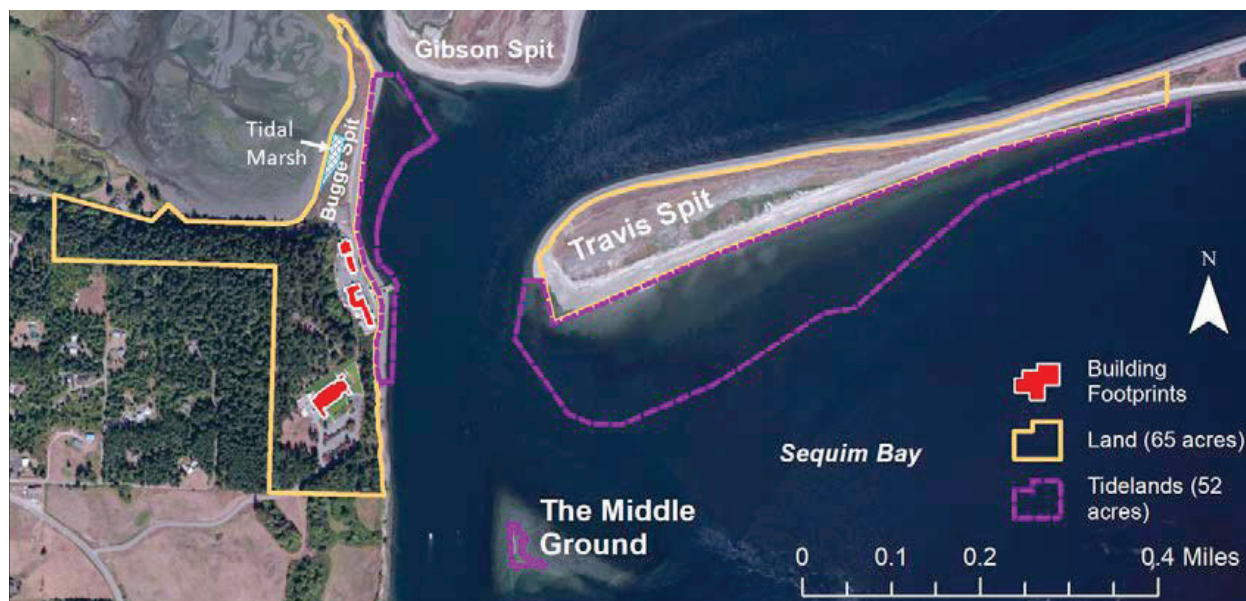 Gibson Spit
Tidal
Marsh
Bugge Spit
Travis Spit
N
Building
Footprints
Land (65 acres)
Sequim Bay
Tidelands (52
acres)
The Middle
Ground
0 0.1 0.2 0.4 Miles